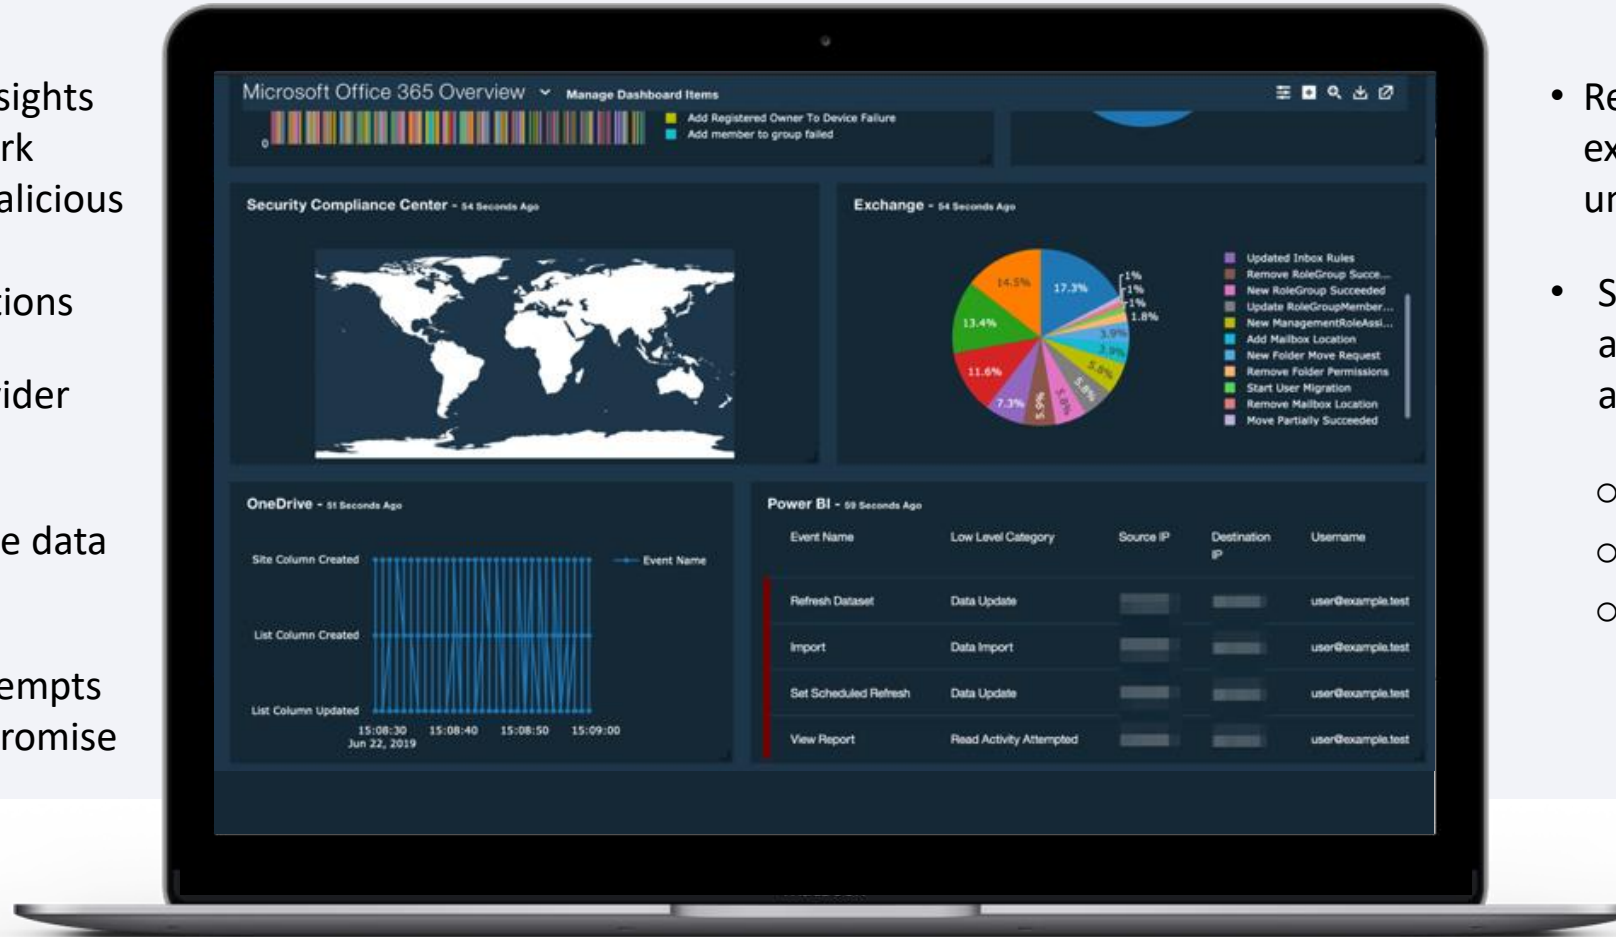 sights
rk
alicious
tions
ider
e data
empts
romise
Microsoft Office 365 Overview Manage Dashboard Items
0
Add Registered Owner To Device Failure
Add member to group failed
Security Compliance Center - 54 Seconds Ago
Exchange - 54 Seconds Ago
14.5%
17.3%
1%
1%
1%
1.8%
13.4%
3.9%
3.9%
11.6%
5.8%
7.3%
5.9%
5.8%
5.8%
Updated Inbox Rules
Remove RoleGroup Succe...
New RoleGroup Succeeded
Update RoleGroupMember...
New ManagementRoleAssi...
Add Mailbox Location
New Folder Move Request
Remove Folder Permissions
Start User Migration
Remove Mailbox Location
Move Partially Succeeded
OneDrive - 51 Seconds Ago
Site Column Created
List Column Created
List Column Updated
Event Name
15:08:30 15:08:40 15:08:50 15:09:00
Jun 22, 2019
Power BI - 59 Seconds Ago
Event Name Low Level Category Source IP Destination IP Username
Refresh Dataset Data Update user@example.test
Import Data Import user@example.test
Set Scheduled Refresh Data Update user@example.test
View Report Read Activity Attempted user@example.test
• Re
ex
un
• S
a
a